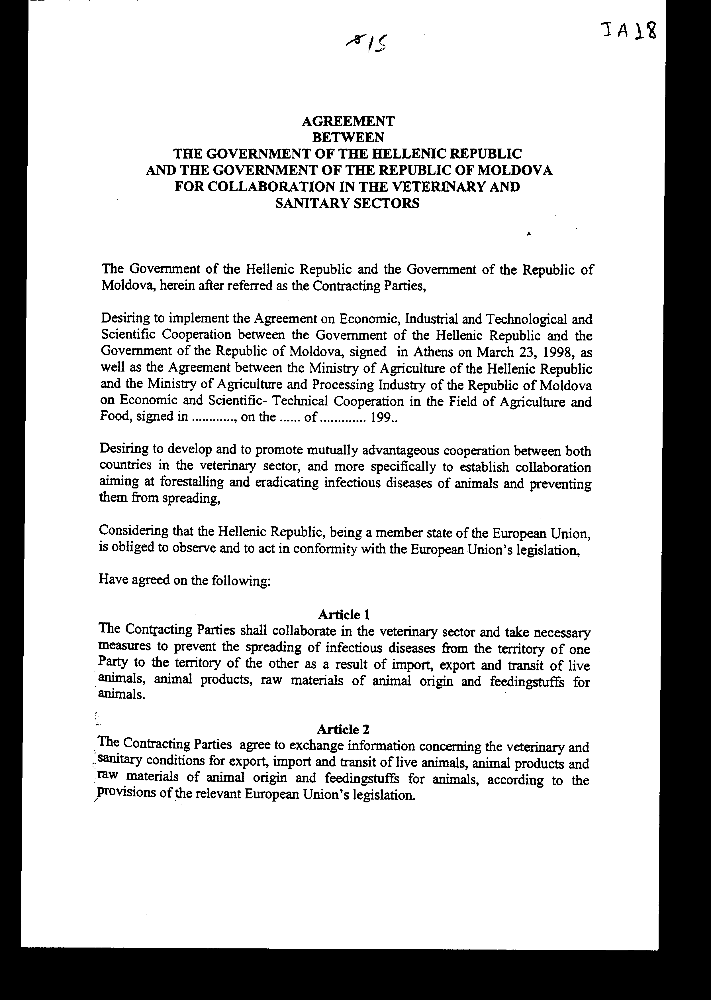 IA18
8 15
AGREEMENT
BETWEEN
THE GOVERNMENT OF THE HELLENIC REPUBLIC
AND THE GOVERNMENT OF THE REPUBLIC OF MOLDOVA
FOR COLLABORATION IN THE VETERINARY AND
SANITARY SECTORS
The Government of the Hellenic Republic and the Government of the Republic of
Moldova, herein after referred as the Contracting Parties,
Desiring to implement the Agreement on Economic, Industrial and Technological and
Scientific Cooperation between the Government of the Hellenic Republic and the
Government of the Republic of Moldova, signed in Athens on March 23, 1998, as
well as the Agreement between the Ministry of Agriculture of the Hellenic Republic
and the Ministry of Agriculture and Processing Industry of the Republic of Moldova
on Economic and Scientific- Technical Cooperation in the Field of Agriculture and
Food, signed in ............, on the ...... of ............. 199..
Desiring to develop and to promote mutually advantageous cooperation between both
countries in the veterinary sector, and more specifically to establish collaboration
aiming at forestalling and eradicating infectious diseases of animals and preventing
them from spreading,
Considering that the Hellenic Republic, being a member state of the European Union,
is obliged to observe and to act in conformity with the European Union's legislation,
Have agreed on the following:
Article 1
The Contracting Parties shall collaborate in the veterinary sector and take necessary
measures to prevent the spreading of infectious diseases from the territory of one
Party to the territory of the other as a result of import, export and transit of live
animals, animal products, raw materials of animal origin and feedingstuffs for
animals.
Article 2
The Contracting Parties agree to exchange information concerning the veterinary and
sanitary conditions for export, import and transit of live animals, animal products and
raw materials of animal origin and feedingstuffs for animals, according to the
provisions of the relevant European Union's legislation.